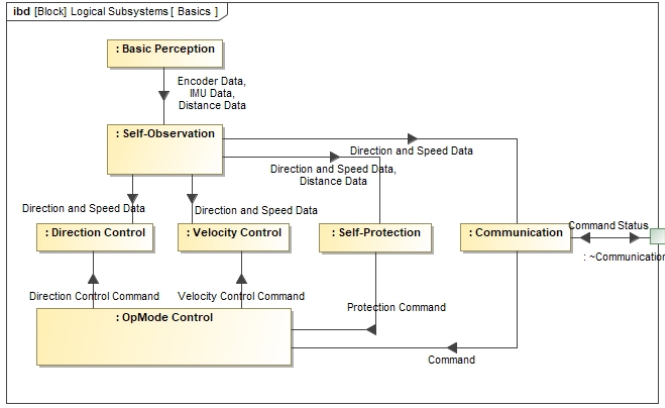 ibd [Block] Logical Subsystems [ Basics ]
: Basic Perception
Encoder Data,
IMU Data,
Distance Data
: Self-Observation
Direction and Speed Data
Direction and Speed Data,
Distance Data
Direction and Speed Data
Direction and Speed Data
: Direction Control
: Velocity Control
: Self-Protection
: Communication
Command Status
: ~Communication
Direction Control Command
Velocity Control Command
Protection Command
: OpMode Control
Command